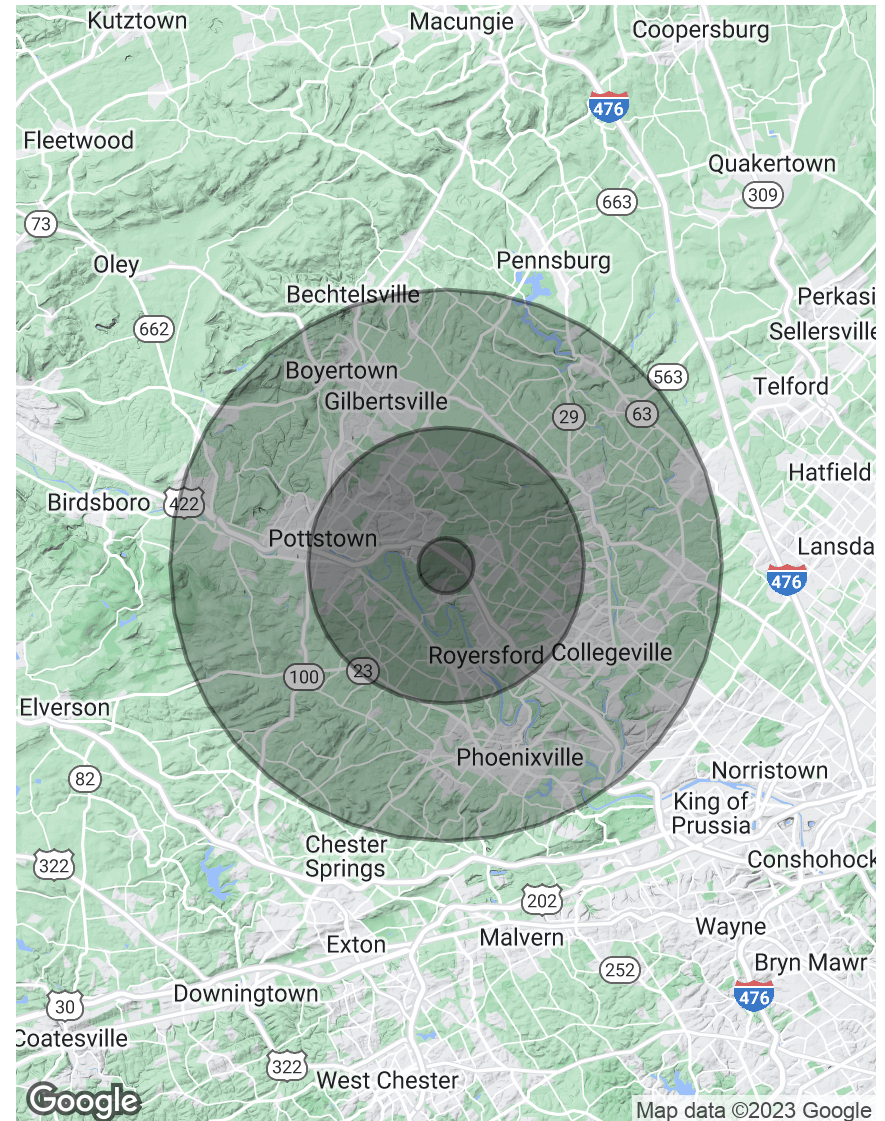 Kutztown
Macungie
Coopersburg
476
Fleetwood
Quakertown
663
309
73
Oley
Pennsburg
Bechtelsville
Perkasi
662
Sellersville
Boyertown
563
Telford
Gilbertsville
29
63
Hatfield
Birdsboro
422
Pottstown
Lansda
476
Royersford
Collegeville
100
23
Elverson
Phoenixville
82
Norristown
King of
Prussia
Chester
Springs
322
Conshohock
202
Wayne
Exton
Malvern
252
Bryn Mawr
Downingtown
476
30
Coatesville
322
West Chester
Google
Map data ©2023 Google